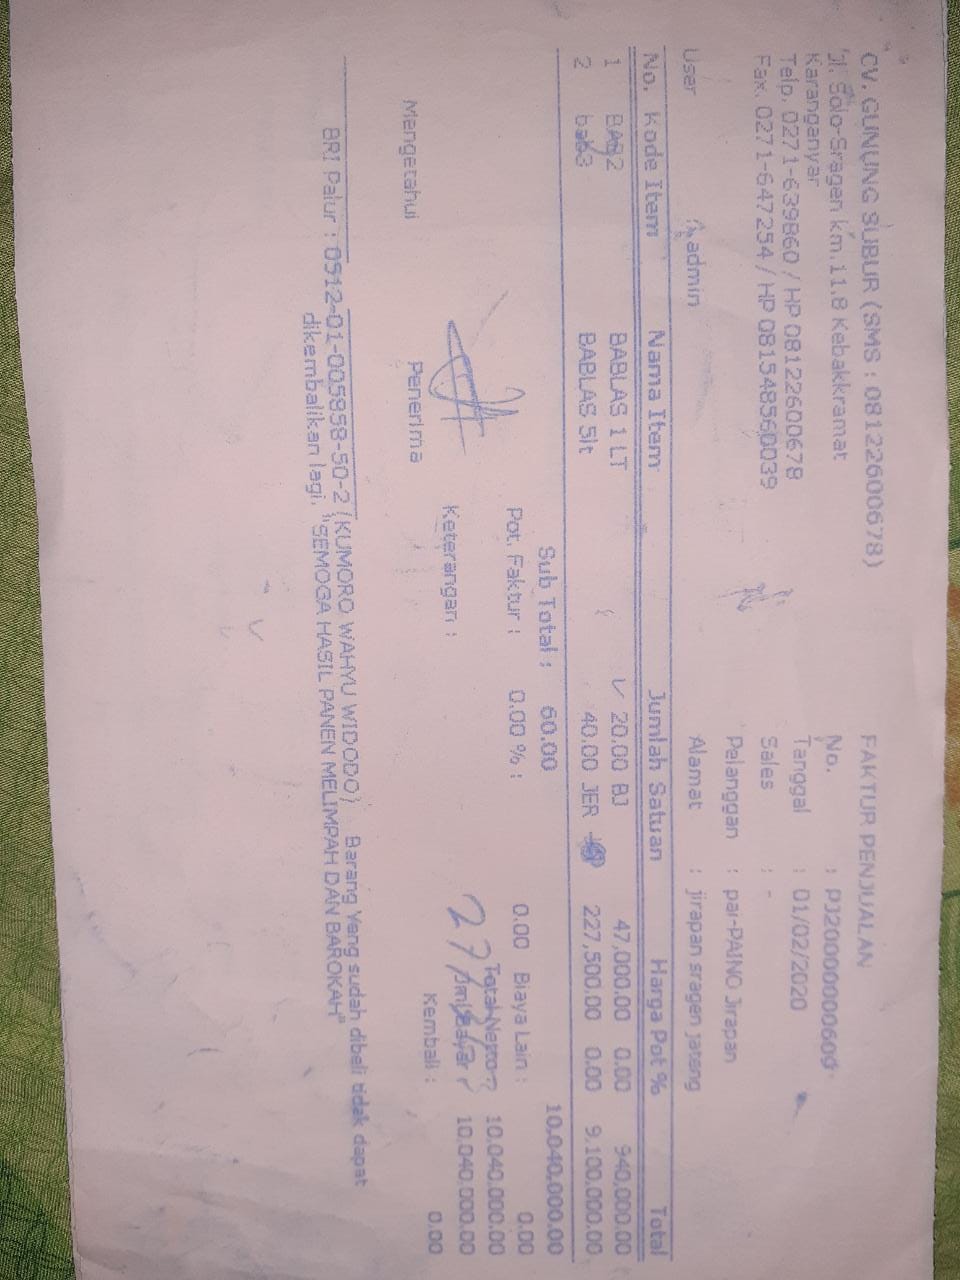 CV. GUNUNG SUBUR (SMS : 08122600678)
Jl. Solo-Sragen km.11.8 Kebakkramat
Karanganyar
Telp. 0271-639860 / HP 08122600678
Fax. 0271-647254 / HP 081548560039
FAKTUR PENJUALAN
No. : PJ20000000609
Tanggal : 01/02/2020
Sales : -
Pelanggan : par-PAINO Jirapan
Alamat : jirapan sragen jateng
User admin
No. Kode Item Nama Item Jumlah Satuan Harga Pot % Total
1 BAB2 BABLAS 1 LT 20.00 BJ 47,000.00 0.00 940,000.00
2 bab3 BABLAS 5lt 40.00 JER 227,500.00 0.00 9.100,000.00
Sub Total : 60.00 10,040,000.00
Pot. Faktur : 0.00 % : 0.00 Biaya Lain : 0.00
Total Netto : 10.040,000.00
Keterangan : Jml Bayar : 10,040,000.00
Kembali : 0.00
Mengetahui Penerima
BRI Palur : 0512-01-005858-50-2 (KUMORO WAHYU WIDODO) Barang Yang sudah dibeli tidak dapat
dikembalikan lagi. "SEMOGA HASIL PANEN MELIMPAH DAN BAROKAH"